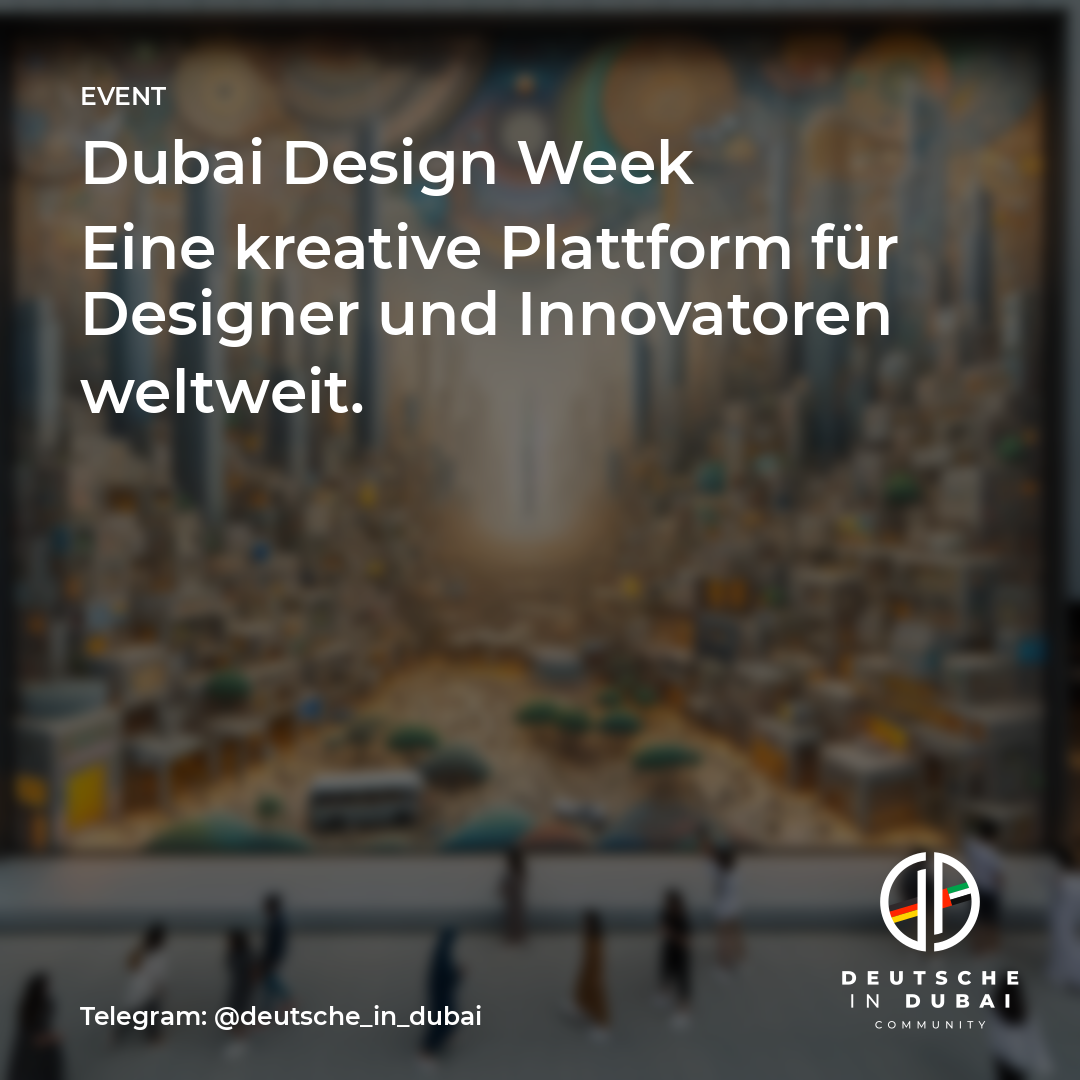 EVENT
Dubai Design Week
Eine kreative Plattform für
Designer und Innovatoren
weltweit.
DEUTSCHE
IN DUBAI
COMMUNITY
Telegram: @deutsche_in_dubai